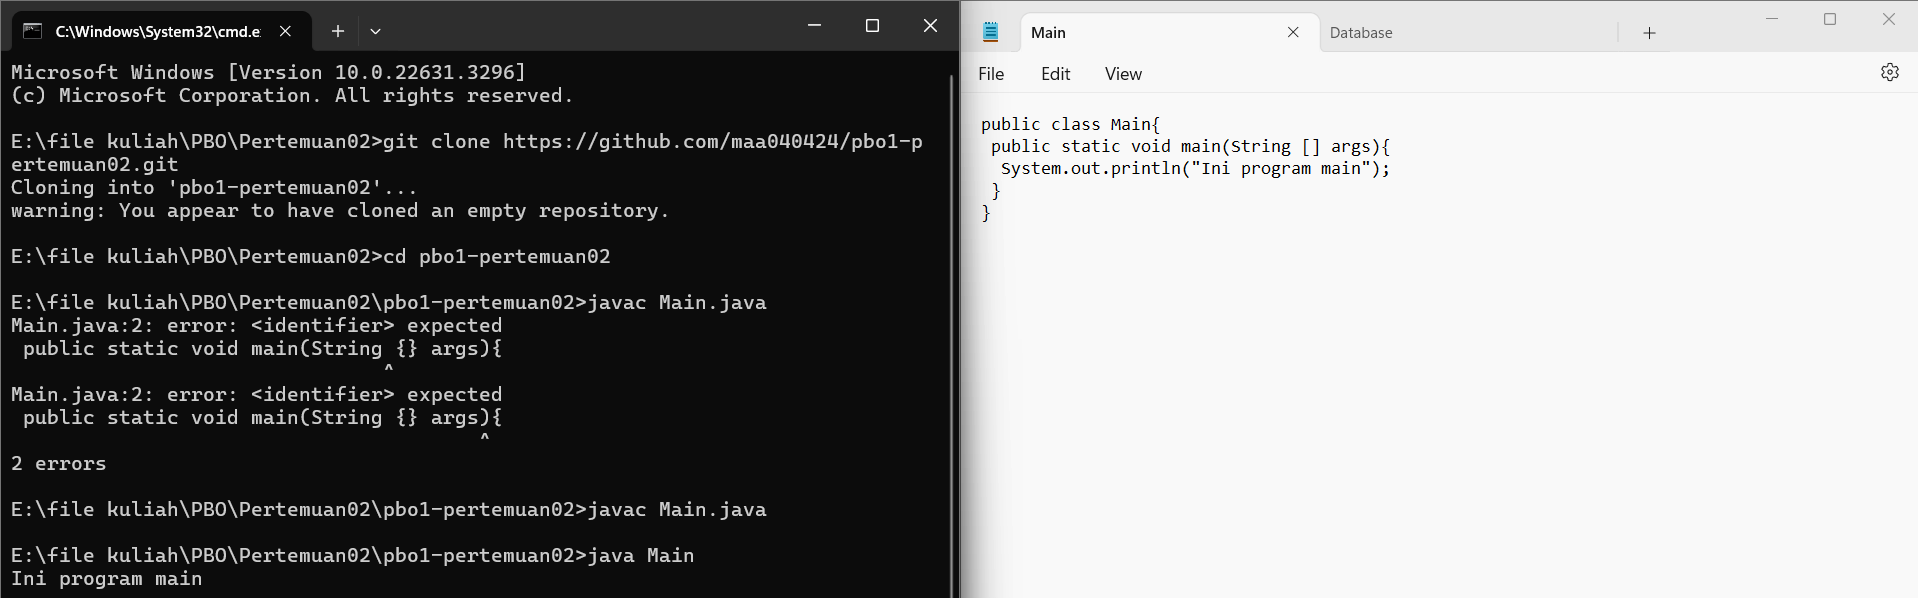 C:\Windows\System32\cmd.e
Microsoft Windows [Version 10.0.22631.3296]
(c) Microsoft Corporation. All rights reserved.
E:\file kuliah\PBO\Pertemuan02>git clone https://github.com/maa040424/pbo1-p
ertemuan02.git
Cloning into 'pbo1-pertemuan02'...
warning: You appear to have cloned an empty repository.
E:\file kuliah\PBO\Pertemuan02>cd pbo1-pertemuan02
E:\file kuliah\PBO\Pertemuan02\pbo1-pertemuan02>javac Main.java
Main.java:2: error: <identifier> expected
 public static void main(String {} args){
                               ^
Main.java:2: error: <identifier> expected
 public static void main(String {} args){
                                       ^
2 errors
E:\file kuliah\PBO\Pertemuan02\pbo1-pertemuan02>javac Main.java
E:\file kuliah\PBO\Pertemuan02\pbo1-pertemuan02>java Main
Ini program main
Main
Database
File Edit View
public class Main{
 public static void main(String [] args){
  System.out.println("Ini program main");
 }
}